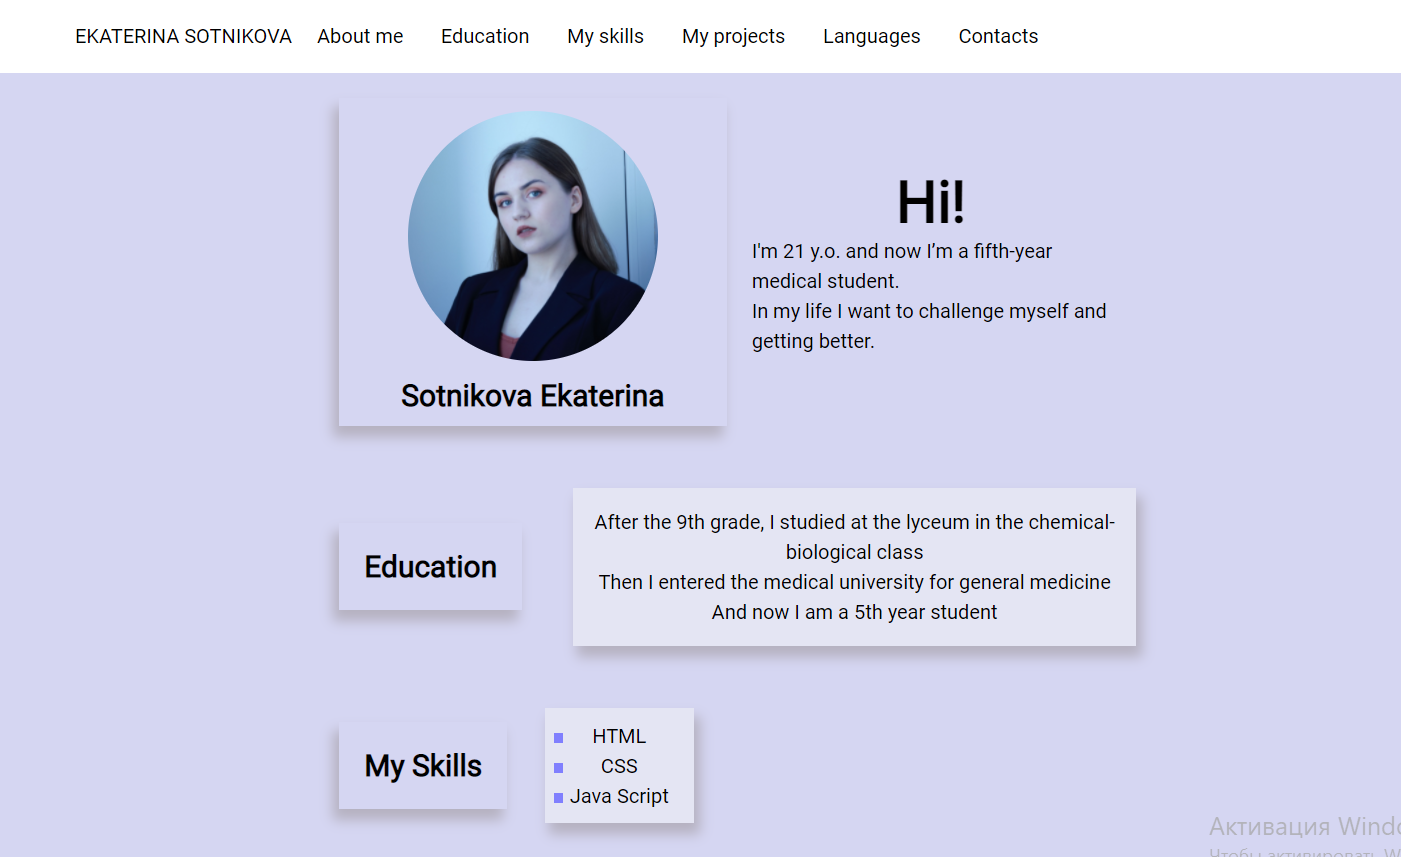 EKATERINA SOTNIKOVA About me Education My skills My projects Languages Contacts
Sotnikova Ekaterina
Hi!
I'm 21 y.o. and now I’m a fifth-year
medical student.
In my life I want to challenge myself and
getting better.
Education
After the 9th grade, I studied at the lyceum in the chemical-
biological class
Then I entered the medical university for general medicine
And now I am a 5th year student
My Skills
HTML
CSS
Java Script
Активация
Чтобы активировать